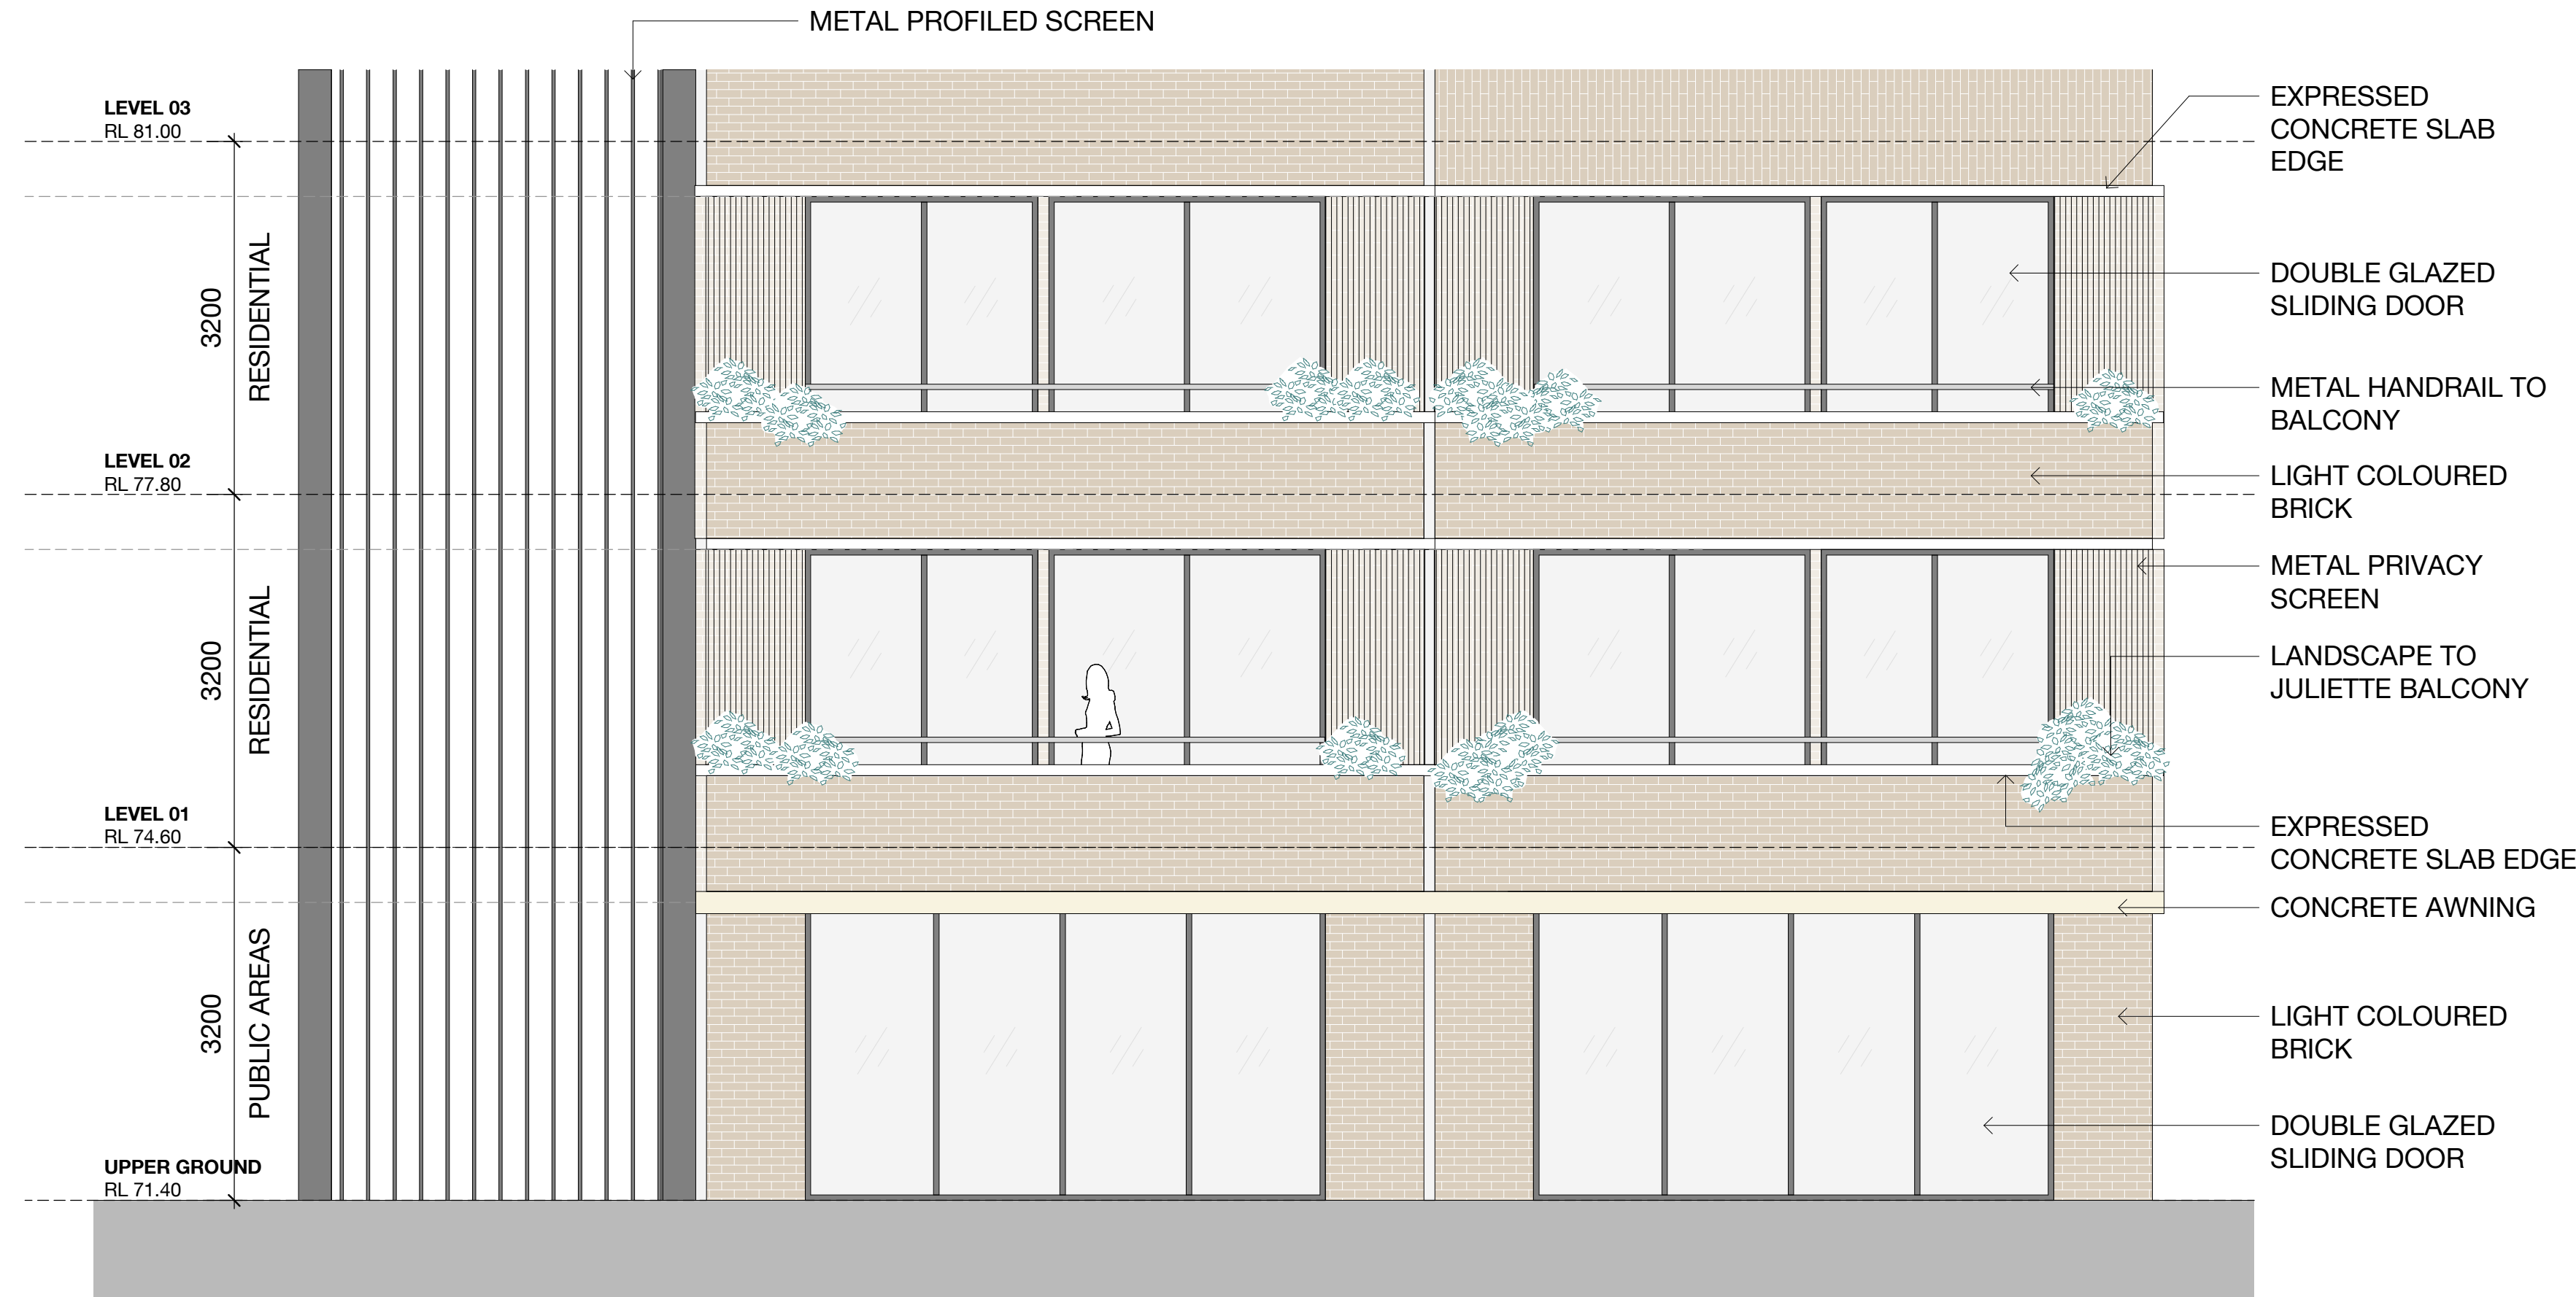 METAL PROFILED SCREEN
LEVEL 03
RL 81.00
3200
RESIDENTIAL
LEVEL 02
RL 77.80
3200
RESIDENTIAL
LEVEL 01
RL 74.60
3200
PUBLIC AREAS
UPPER GROUND
RL 71.40
EXPRESSED
CONCRETE SLAB
EDGE
DOUBLE GLAZED
SLIDING DOOR
METAL HANDRAIL TO
BALCONY
LIGHT COLOURED
BRICK
METAL PRIVACY
SCREEN
LANDSCAPE TO
JULIETTE BALCONY
EXPRESSED
CONCRETE SLAB EDGE
CONCRETE AWNING
LIGHT COLOURED
BRICK
DOUBLE GLAZED
SLIDING DOOR